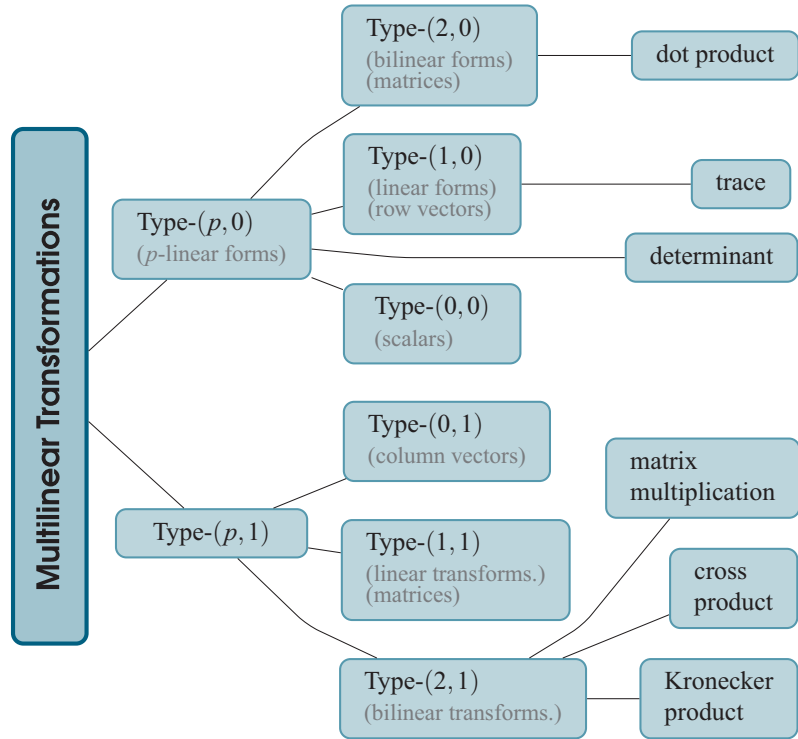 Multilinear Transformations
Type-(p, 0)
(p-linear forms)
Type-(2, 0)
(bilinear forms)
(matrices)
dot product
Type-(1, 0)
(linear forms)
(row vectors)
trace
determinant
Type-(0, 0)
(scalars)
Type-(p, 1)
Type-(0, 1)
(column vectors)
Type-(1, 1)
(linear transforms.)
(matrices)
Type-(2, 1)
(bilinear transforms.)
matrix
multiplication
cross
product
Kronecker
product